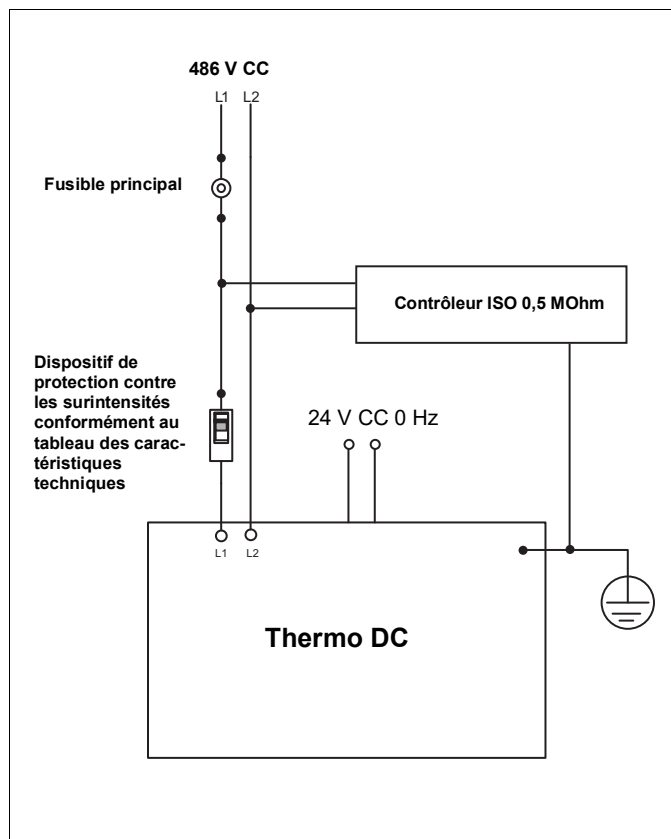 486 V CC
L1 L2
Fusible principal
Contrôleur ISO 0,5 MOhm
Dispositif de
protection contre
les surintensités
conformément au
tableau des carac-
téristiques
techniques
24 V CC 0 Hz
L1 L2
Thermo DC